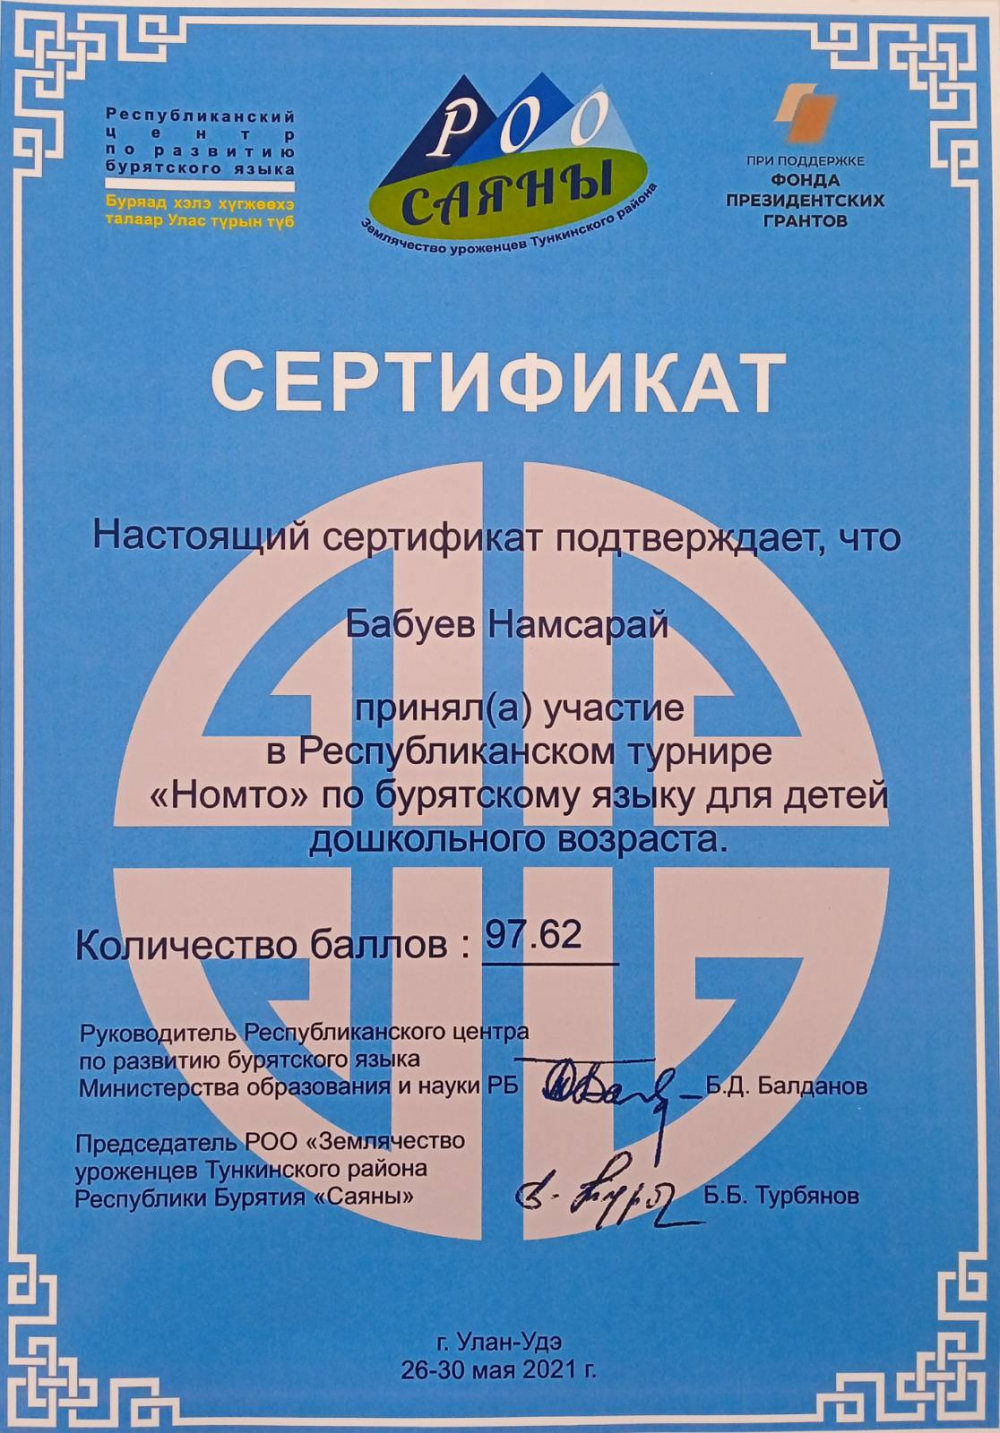 Республиканский
центр
по развитию
бурятского языка
Буряад хэлэ хүгжөөхэ
талаар Улас түрын түб
РОО
САЯНЫ
Землячество уроженцев Тункинского района
ПРИ ПОДДЕРЖКЕ
ФОНДА
ПРЕЗИДЕНТСКИХ
ГРАНТОВ
СЕРТИФИКАТ
Настоящий сертификат подтверждает, что
Бабуев Намсарай
принял(а) участие
в Республиканском турнире
«Номто» по бурятскому языку для детей
дошкольного возраста.
Количество баллов : 97.62
Руководитель Республиканского центра
по развитию бурятского языка
Министерства образования и науки РБ Б.Д. Балданов
Председатель РОО «Землячество
уроженцев Тункинского района
Республики Бурятия «Саяны» Б.Б. Турбянов
г. Улан-Удэ
26-30 мая 2021 г.